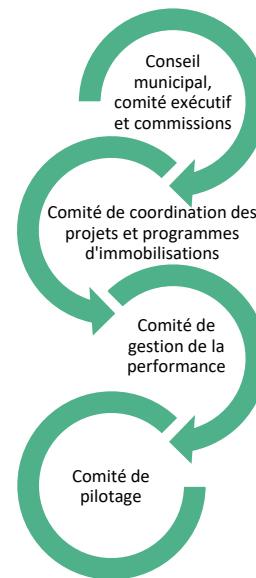 Conseil
municipal,
comité exécutif
et commissions
Comité de coordination des
projets et programmes
d'immobilisations
Comité de
gestion de la
performance
Comité de
pilotage